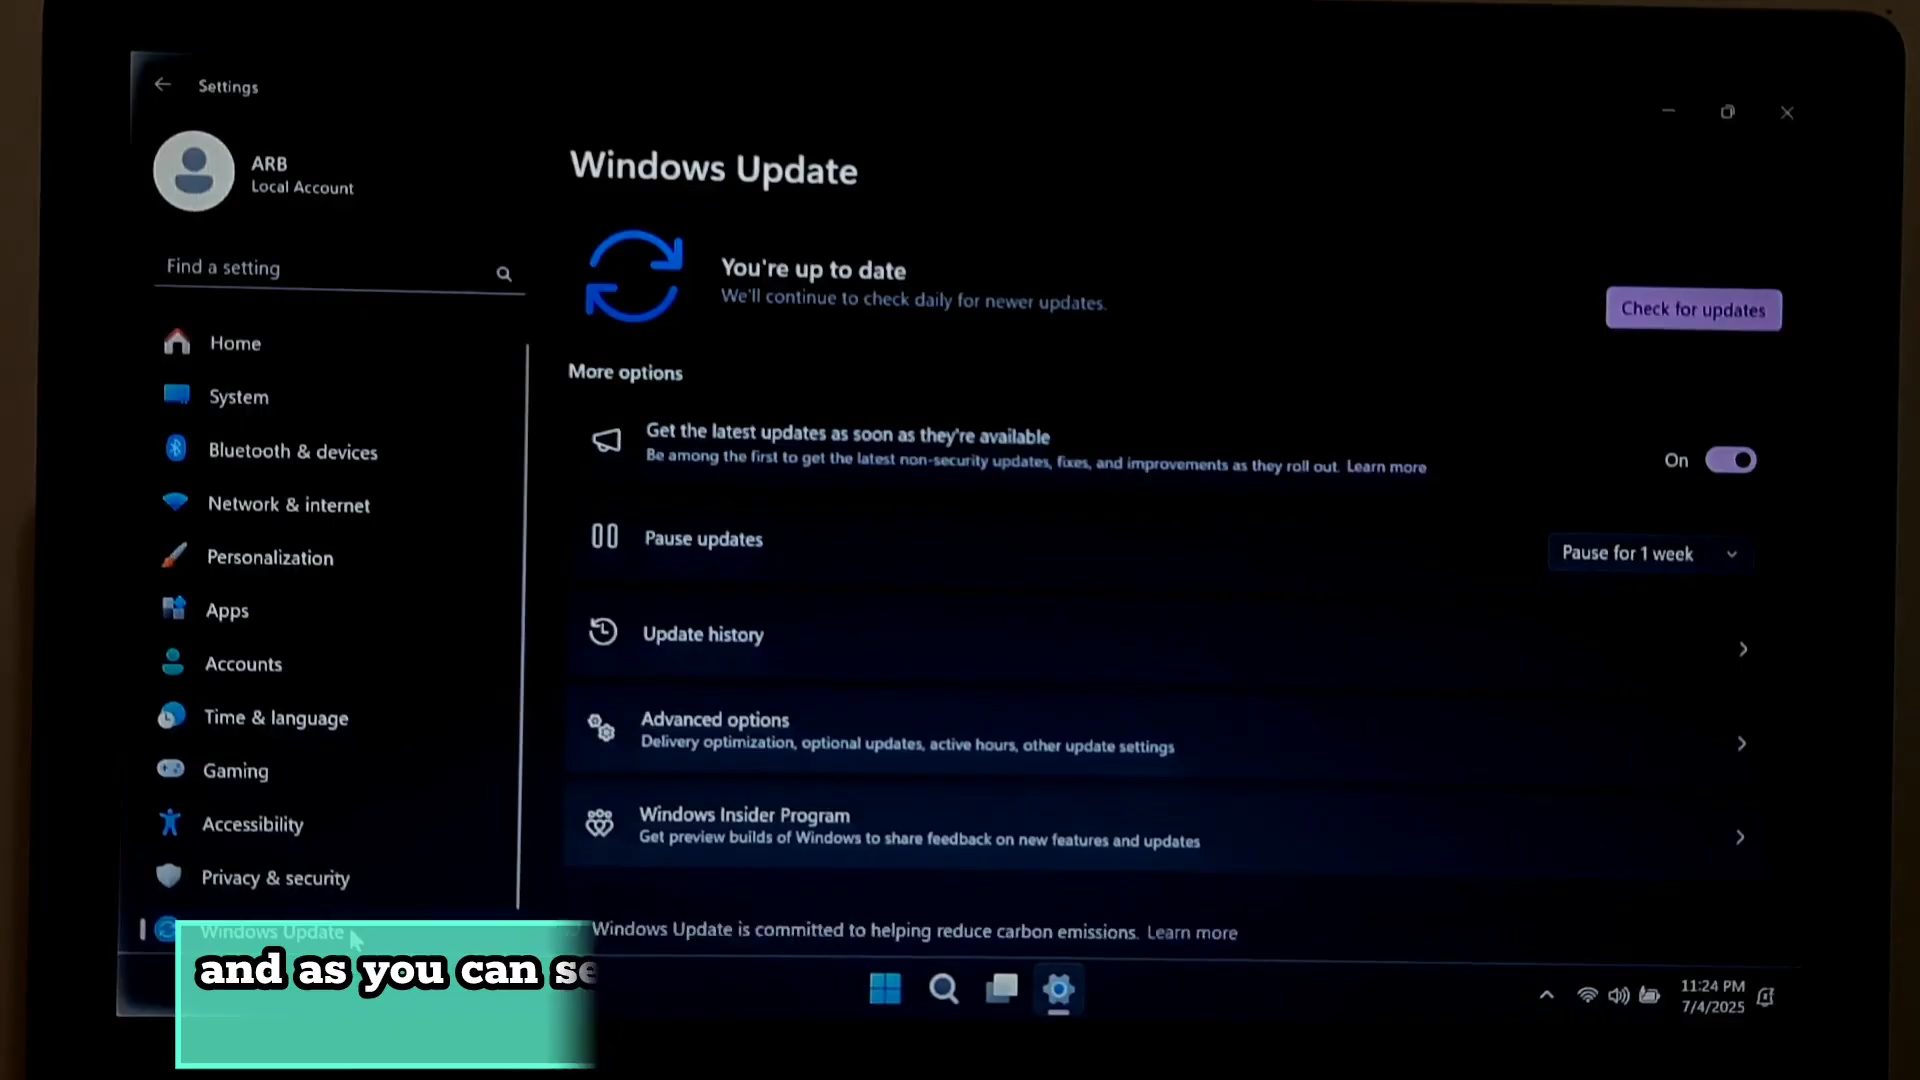 Settings
ARB
Local Account
Find a setting
Home
System
Bluetooth & devices
Network & internet
Personalization
Apps
Accounts
Time & language
Gaming
Accessibility
Privacy & security
Windows Update
Windows Update
You're up to date
We'll continue to check daily for newer updates.
Check for updates
More options
Get the latest updates as soon as they're available
Be among the first to get the latest non-security updates, fixes, and improvements as they roll out. Learn more
On
Pause updates
Pause for 1 week
Update history
Advanced options
Delivery optimization, optional updates, active hours, other update settings
Windows Insider Program
Get preview builds of Windows to share feedback on new features and updates
Windows Update is committed to helping reduce carbon emissions. Learn more
and as you can se
11:24 PM
7/4/2025